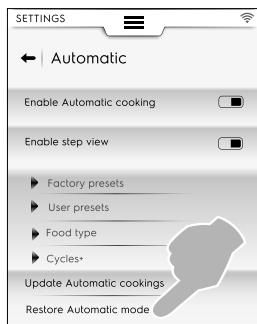 SETTINGS
Automatic
Enable Automatic cooking
Enable step view
Factory presets
User presets
Food type
Cycles+
Update Automatic cookings
Restore Automatic mode